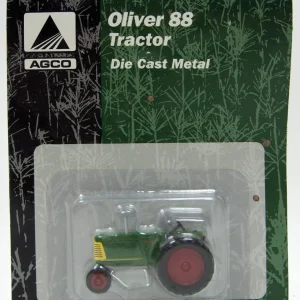 Oliver 88
Tractor
Die Cast Metal
AGCO